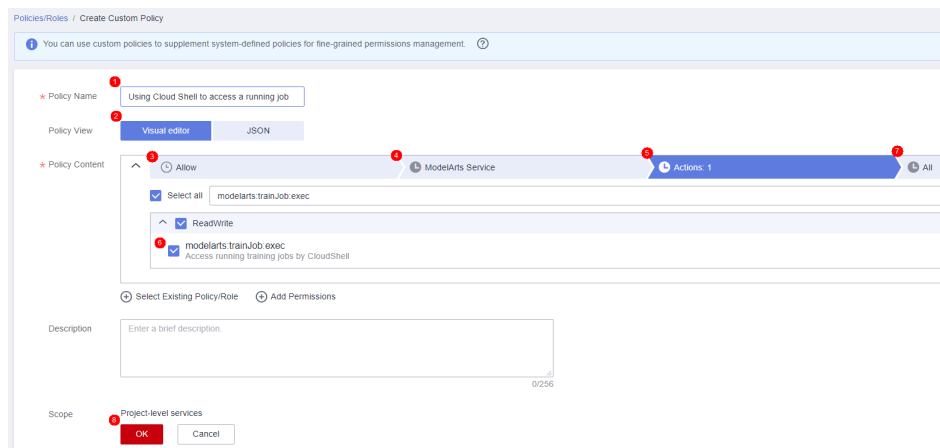 Policies/Roles / Create Custom Policy
You can use custom policies to supplement system-defined policies for fine-grained permissions management. ?
1
* Policy Name Using Cloud Shell to access a running job
2
Policy View Visual editor JSON
* Policy Content 3 Allow 4 ModelArts Service 5 Actions: 1 7 All
Select all modelarts:trainJob:exec
ReadWrite
6 modelarts:trainJob:exec
Access running training jobs by CloudShell
Select Existing Policy/Role Add Permissions
Description Enter a brief description.
0/256
Scope Project-level services
8
OK Cancel